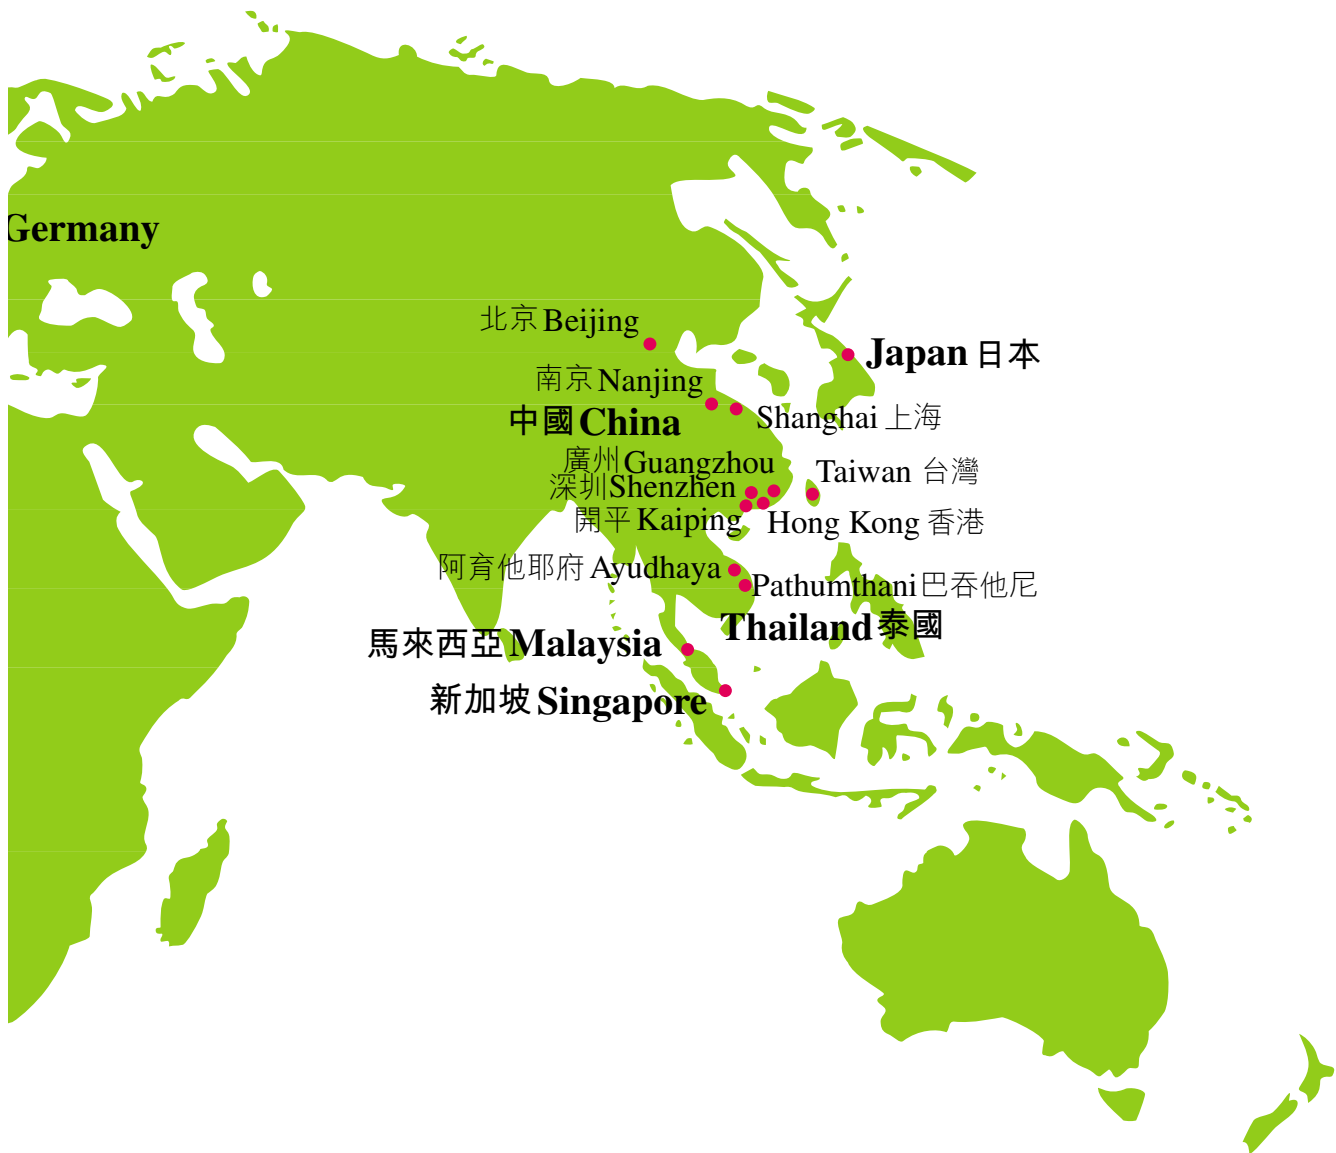 Germany
北京 Beijing
Japan 日本
南京 Nanjing
中國 China
Shanghai 上海
廣州 Guangzhou
Taiwan 台灣
深圳 Shenzhen
開平 Kaiping
Hong Kong 香港
阿育他耶府 Ayudhaya
Pathumthani 巴吞他尼
Thailand 泰國
馬來西亞 Malaysia
新加坡 Singapore